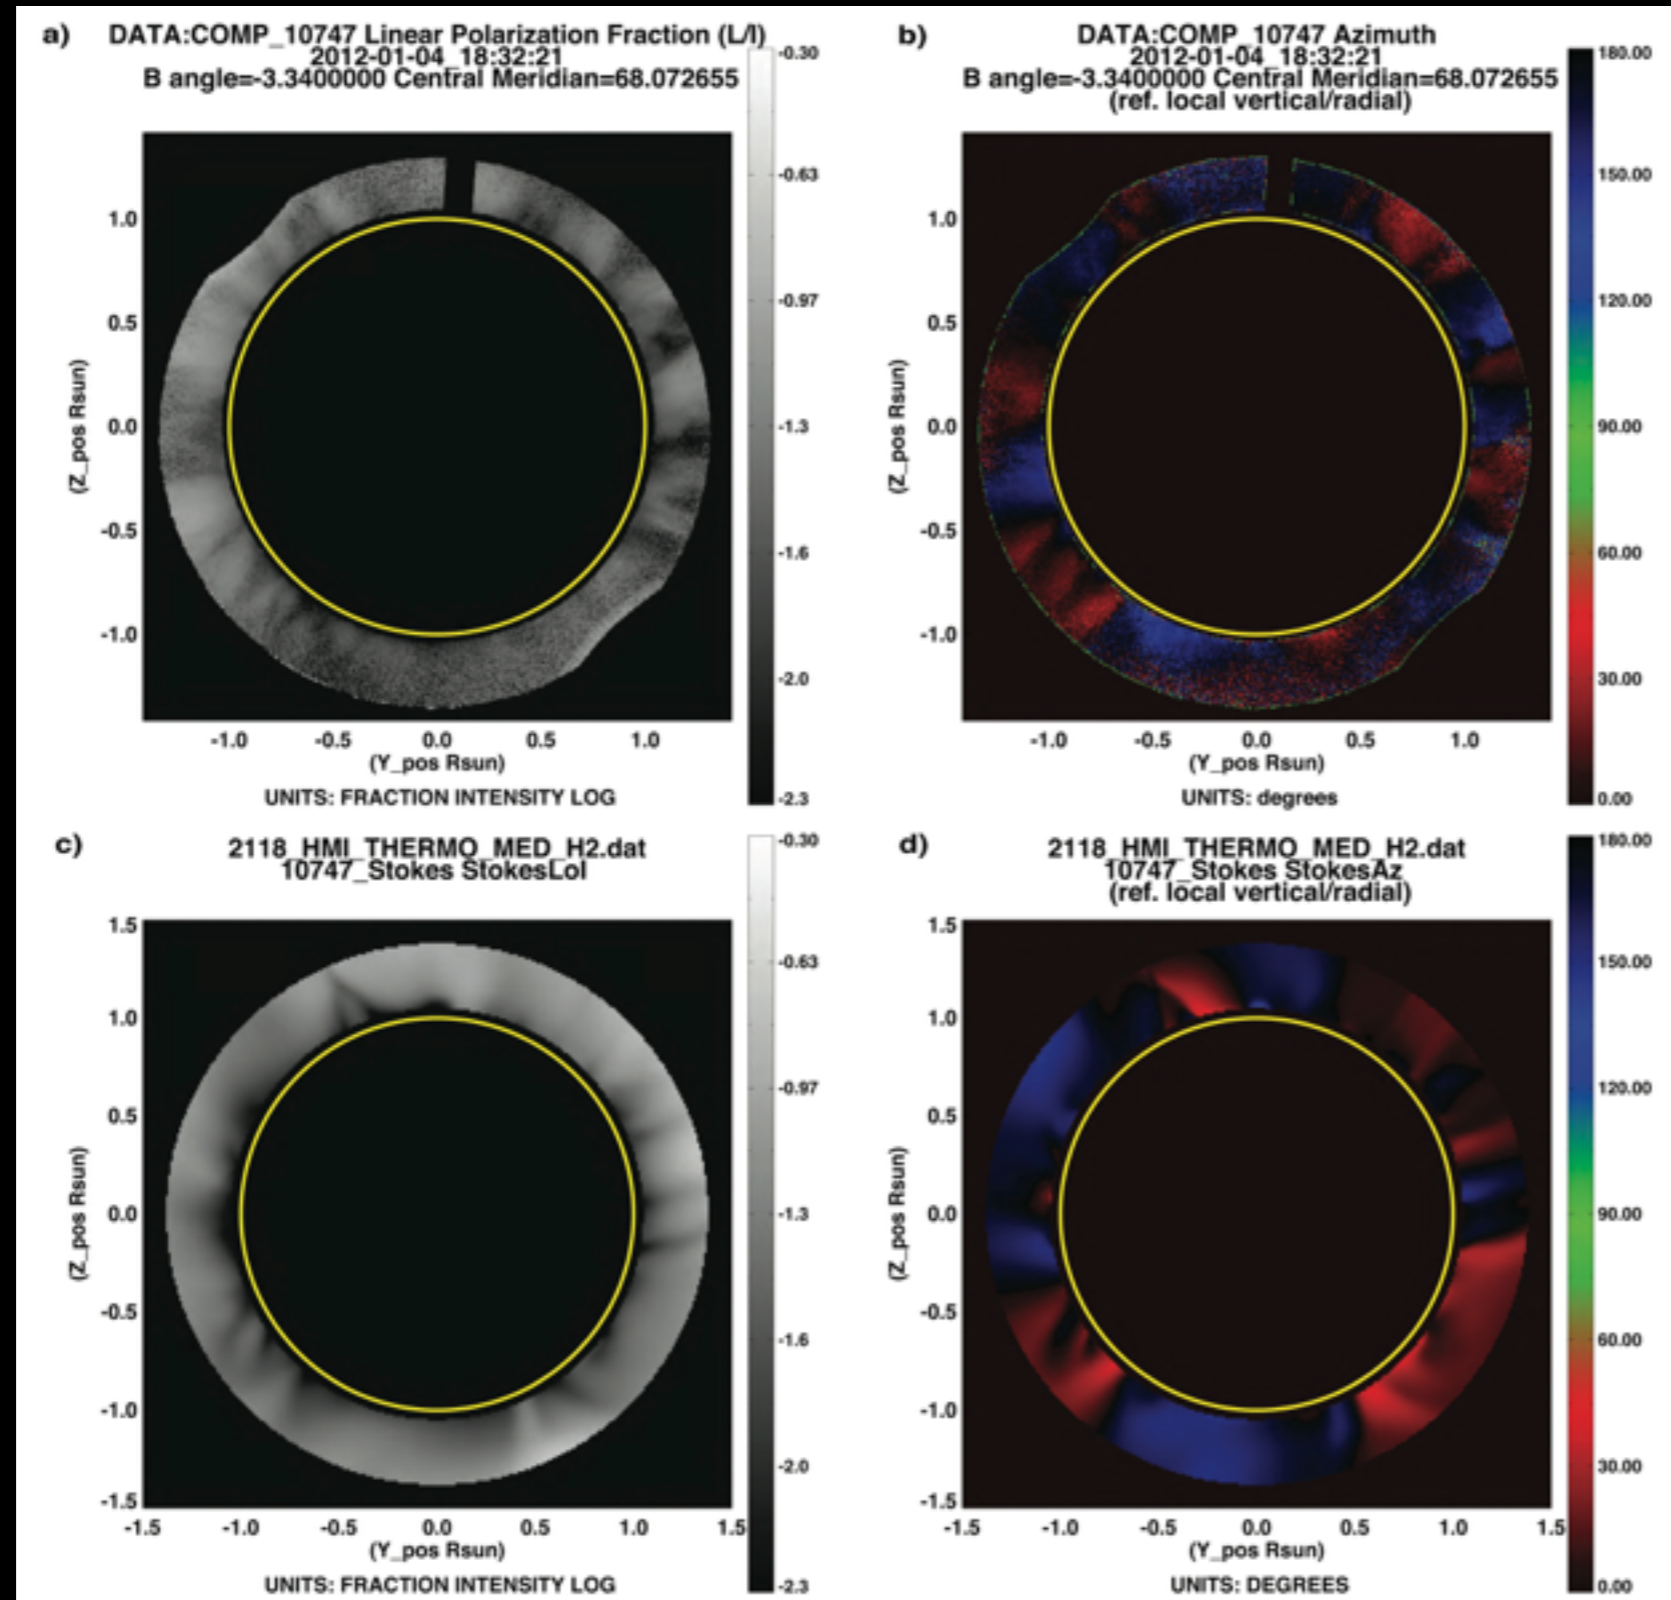 a)
DATA:COMP_10747 Linear Polarization Fraction (L/I)
2012-01-04_18:32:21
B angle=-3.3400000 Central Meridian=68.072655
-0.30
-0.63
-0.97
-1.3
-1.6
-2.0
-2.3
1.0
0.5
0.0
-0.5
-1.0
(Z_pos Rsun)
-1.0 -0.5 0.0 0.5 1.0
(Y_pos Rsun)
UNITS: FRACTION INTENSITY LOG
b)
DATA:COMP_10747 Azimuth
2012-01-04_18:32:21
B angle=-3.3400000 Central Meridian=68.072655
(ref. local vertical/radial)
180.00
150.00
120.00
90.00
60.00
30.00
0.00
1.0
0.5
0.0
-0.5
-1.0
(Z_pos Rsun)
-1.0 -0.5 0.0 0.5 1.0
(Y_pos Rsun)
UNITS: degrees
c)
2118_HMI_THERMO_MED_H2.dat
10747_Stokes StokesLoI
-0.30
-0.63
-0.97
-1.3
-1.6
-2.0
-2.3
1.5
1.0
0.5
0.0
-0.5
-1.0
-1.5
(Z_pos Rsun)
-1.5 -1.0 -0.5 0.0 0.5 1.0 1.5
(Y_pos Rsun)
UNITS: FRACTION INTENSITY LOG
d)
2118_HMI_THERMO_MED_H2.dat
10747_Stokes StokesAz
(ref. local vertical/radial)
180.00
150.00
120.00
90.00
60.00
30.00
0.00
1.5
1.0
0.5
0.0
-0.5
-1.0
-1.5
(Z_pos Rsun)
-1.5 -1.0 -0.5 0.0 0.5 1.0 1.5
(Y_pos Rsun)
UNITS: DEGREES